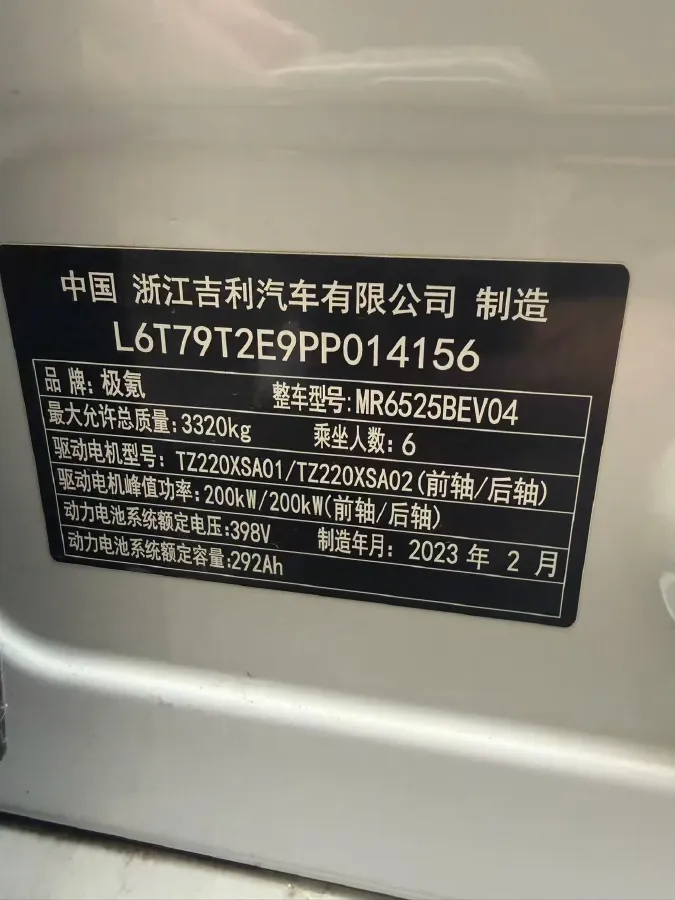 中国 浙江吉利汽车有限公司 制造
L6T79T2E9PP014156
品牌:极氪 整车型号:MR6525BEV04
最大允许总质量:3320kg 乘坐人数:6
驱动电机型号:TZ220XSA01/TZ220XSA02(前轴/后轴)
驱动电机峰值功率:200kW/200kW(前轴/后轴)
动力电池系统额定电压:398V 制造年月:2023年 2月
动力电池系统额定容量:292Ah